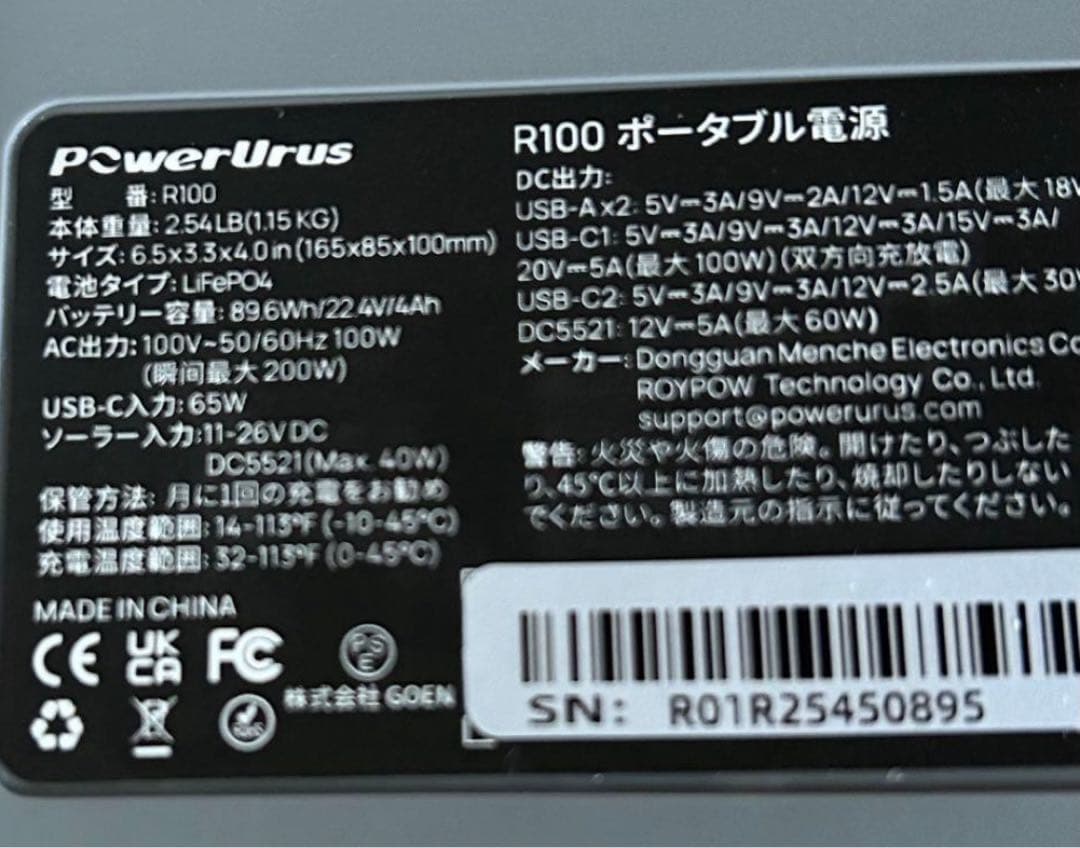 PowerUrus
型　　番: R100
本体重量: 2.54LB(1.15 KG)
サイズ: 6.5x3.3x4.0in(165x85x100mm)
電池タイプ: LiFePO4
バッテリー容量: 89.6Wh/22.4V/4Ah
AC出力: 100V~50/60Hz 100W
(瞬间最大200W)
USB-C入力: 65W
ソーラー入力:11-26V DC
DC5521(Max. 40W)
保管方法: 月に1回の充電をお勧め
使用温度範囲: 14-113°F (-10-45°C)
充電温度範囲: 32-113°F (0-45°C)
MADE IN CHINA
CE UK CA FC PS E
株式会社 GOEN
R100 ポータブル電源
DC出力:
USB-A x2: 5V⎓3A/9V⎓2A/12V⎓1.5A(最大 18W
USB-C1: 5V⎓3A/9V⎓3A/12V⎓3A/15V⎓3A/
20V⎓5A(最大 100W)(双方向充放電)
USB-C2: 5V⎓3A/9V⎓3A/12V⎓2.5A(最大 30W
DC5521: 12V⎓5A(最大 60W)
メーカー: Dongguan Menche Electronics Co
ROYPOW Technology Co., Ltd.
support@powerurus.com
警告: 火災や火傷の危険。開けたり、つぶした
り、45°C以上に加熱したり、焼却したりしない
でください。製造元の指示に従ってください。
SN: R01R25450895